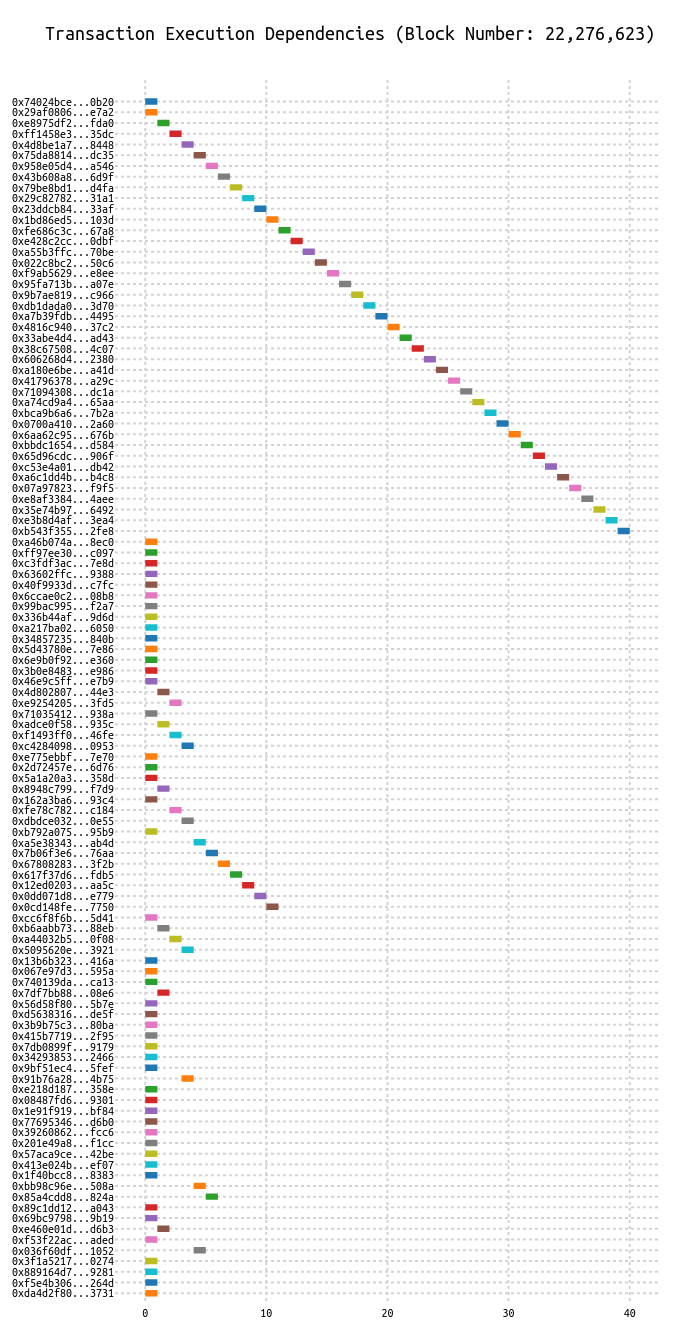 Transaction Execution Dependencies (Block Number: 22,276,623)
0x74024bce...0b20
0x29af0806...e7a2
0xe8975df2...fda0
0xff1458e3...35dc
0x4d8be1a7...8448
0x75da8814...dc35
0x958e05d4...a546
0x43b608a8...6d9f
0x79be8bd1...d4fa
0x29c82782...31a1
0x23ddcb84...33af
0x1bd86ed5...103d
0xfe686c3c...67a8
0xe428c2cc...0dbf
0xa55b3ffc...70be
0x022c8bc2...50c6
0xf9ab5629...e8ee
0x95fa713b...a07e
0x9b7ae819...c966
0xdb1dada0...3d70
0xa7b39fdb...4495
0x4816c940...37c2
0x33abe4d4...ad43
0x38c67508...4c07
0x606268d4...2380
0xa180e6be...a41d
0x41796378...a29c
0x71094308...dc1a
0xa74cd9a4...65aa
0xbca9b6a6...7b2a
0x0700a410...2a60
0x6aa62c95...676b
0xbbdc1654...d584
0x65d96cdc...906f
0xc53e4a01...db42
0xa6c1dd4b...b4c8
0x07a97823...f9f5
0xe8af3384...4aee
0x35e74b97...6492
0xe3b8d4af...3ea4
0xb543f355...2fe8
0xa46b074a...8ec0
0xff97ee30...c097
0xc3fdf3ac...7e8d
0x63602ffc...9388
0x40f9933d...c7fc
0x6ccae0c2...08b8
0x99bac995...f2a7
0x336b44af...9d6d
0xa217ba02...6050
0x34857235...840b
0x5d43780e...7e86
0x6e9b0f92...e360
0x3b0e8483...e986
0x46e9c5ff...e7b9
0x4d802807...44e3
0xe9254205...3fd5
0x71035412...938a
0xadce0f58...935c
0xf1493ff0...46fe
0xc4284098...0953
0xe775ebbf...7e70
0x2d72457e...6d76
0x5a1a20a3...358d
0x8948c799...f7d9
0x162a3ba6...93c4
0xfe78c782...c184
0xdbdce032...0e55
0xb792a075...95b9
0xa5e38343...ab4d
0x7b06f3e6...76aa
0x67808283...3f2b
0x617f37d6...fdb5
0x12ed0203...aa5c
0x0dd071d8...e779
0x0cd148fe...7750
0xcc6f8f6b...5d41
0xb6aabb73...88eb
0xa44032b5...0f08
0x5095620e...3921
0x13b6b323...416a
0x067e97d3...595a
0x740139da...ca13
0x7df7bb88...08e6
0x56d58f80...5b7e
0xd5638316...de5f
0x3b9b75c3...80ba
0x415b7719...2f95
0x7db0899f...9179
0x34293853...2466
0x9bf51ec4...5fef
0x91b76a28...4b75
0xe218d187...358e
0x08487fd6...9301
0x1e91f919...bf84
0x77695346...d6b0
0x39260862...fcc6
0x201e49a8...f1cc
0x57aca9ce...42be
0x413e024b...ef07
0x1f40bcc8...8383
0xbb98c96e...508a
0x85a4cdd8...824a
0x89c1dd12...a043
0x69bc9798...9b19
0xe460e01d...d6b3
0xf53f22ac...aded
0x036f60df...1052
0x3f1a5217...0274
0x889164d7...9281
0xf5e4b306...264d
0xda4d2f80...3731
0 10 20 30 40